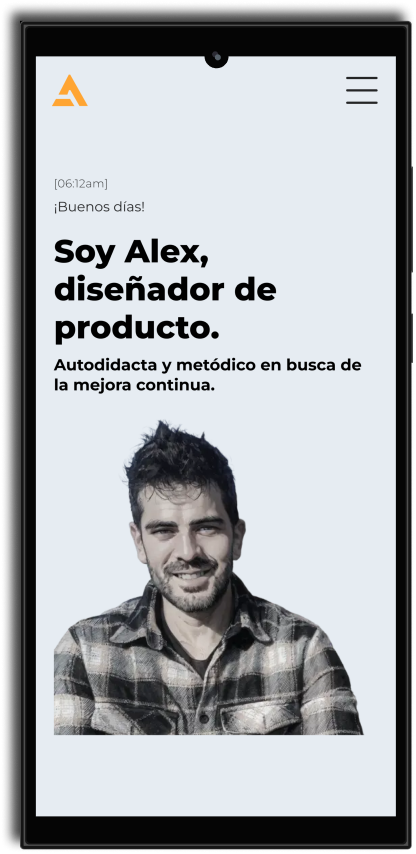 [06:12am]
¡Buenos días!
Soy Alex,
diseñador de
producto.
Autodidacta y metódico en busca de
la mejora continua.